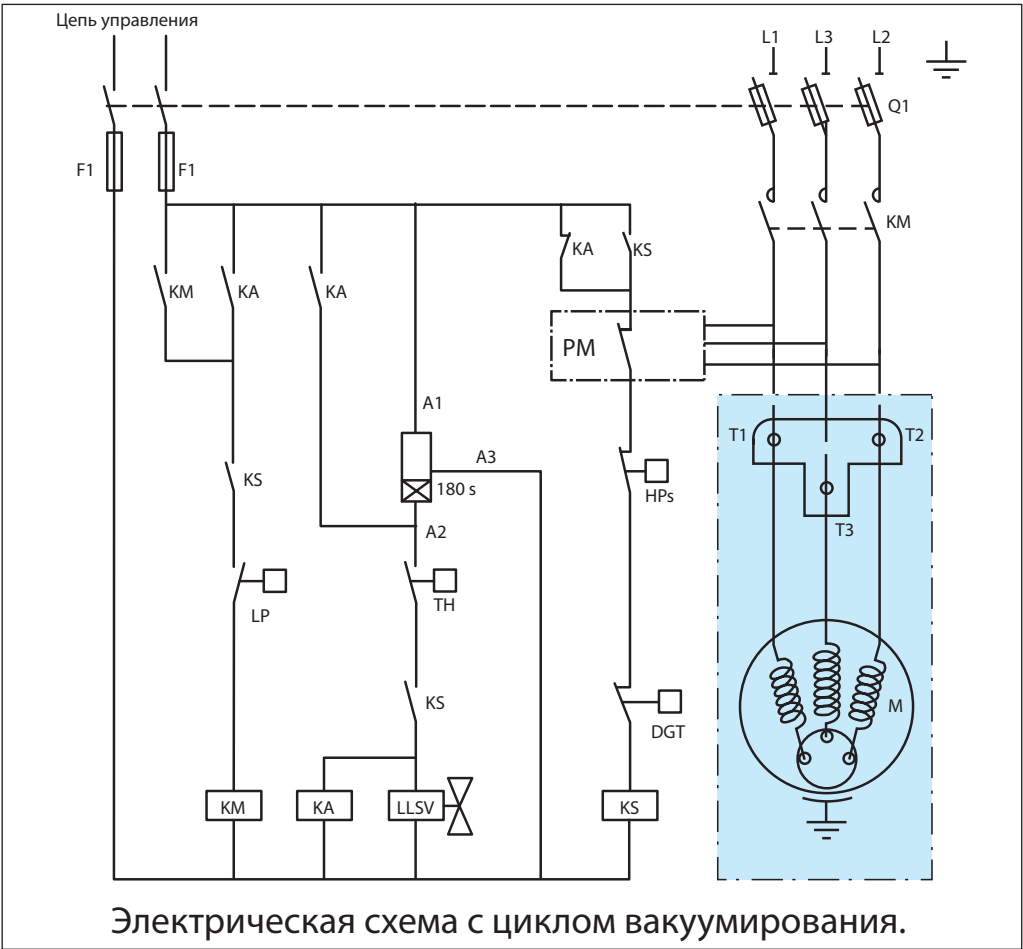 Цепь управления
L1 L3 L2
Q1
F1 F1
KM
KA KS
KM KA KA
PM
A1
T1 T2
A3
KS
180 s
HPs
A2
T3
TH
LP
KS
M
DGT
KM KA LLSV KS
Электрическая схема с циклом вакуумирования.